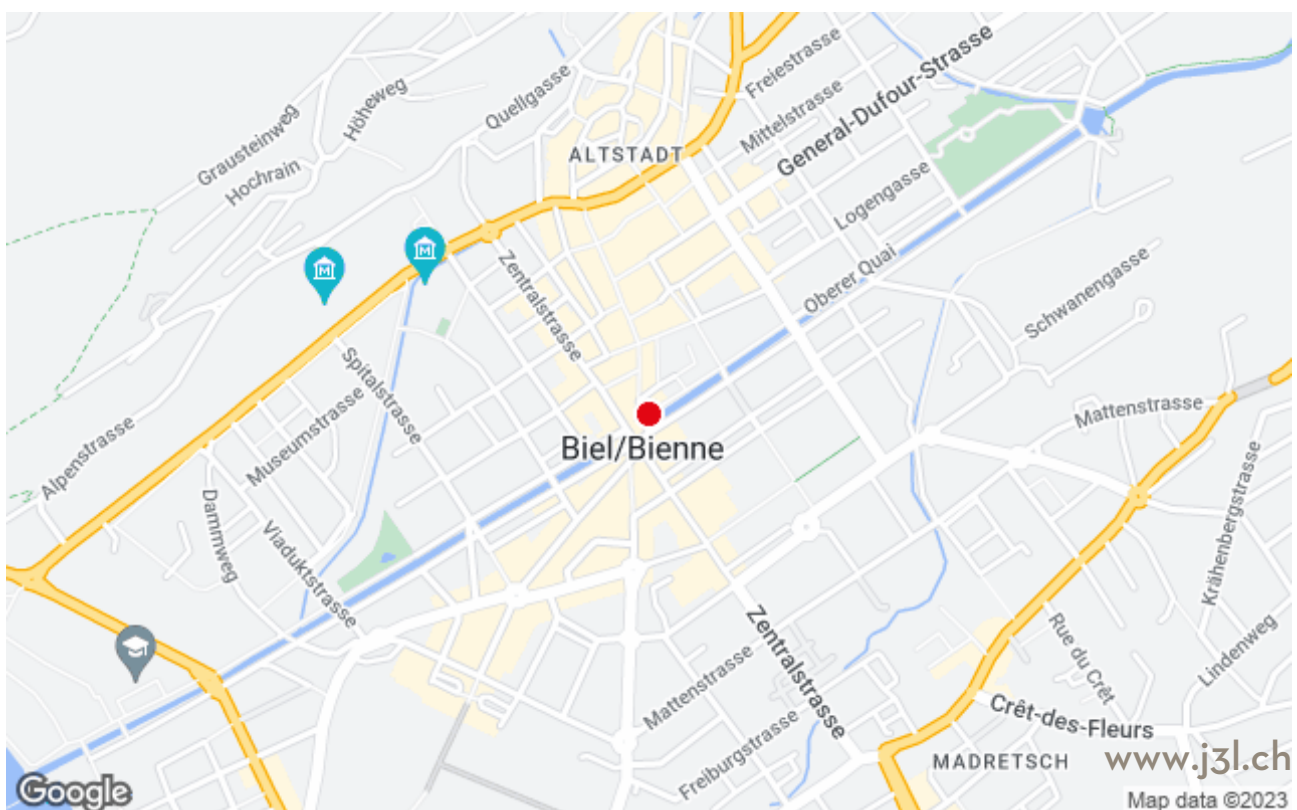 Freiestrasse
General-Dufour-Strasse
Höheweg
Quellgasse
Mittelstrasse
Grausteinweg
Hochrain
ALTSTADT
Logengasse
Oberer Quai
Zentralstrasse
Schwanengasse
Spitalstrasse
Museumstrasse
Alpenstrasse
Mattenstrasse
Biel/Bienne
Krähenbergstrasse
Dammweg
Viaduktstrasse
Zentralstrasse
Rue du Crêt
Lindenweg
Mattenstrasse
Freiburgstrasse
Crêt-des-Fleurs
MADRETSCH
www.j3l.ch
Google
Map data ©2023
M
M